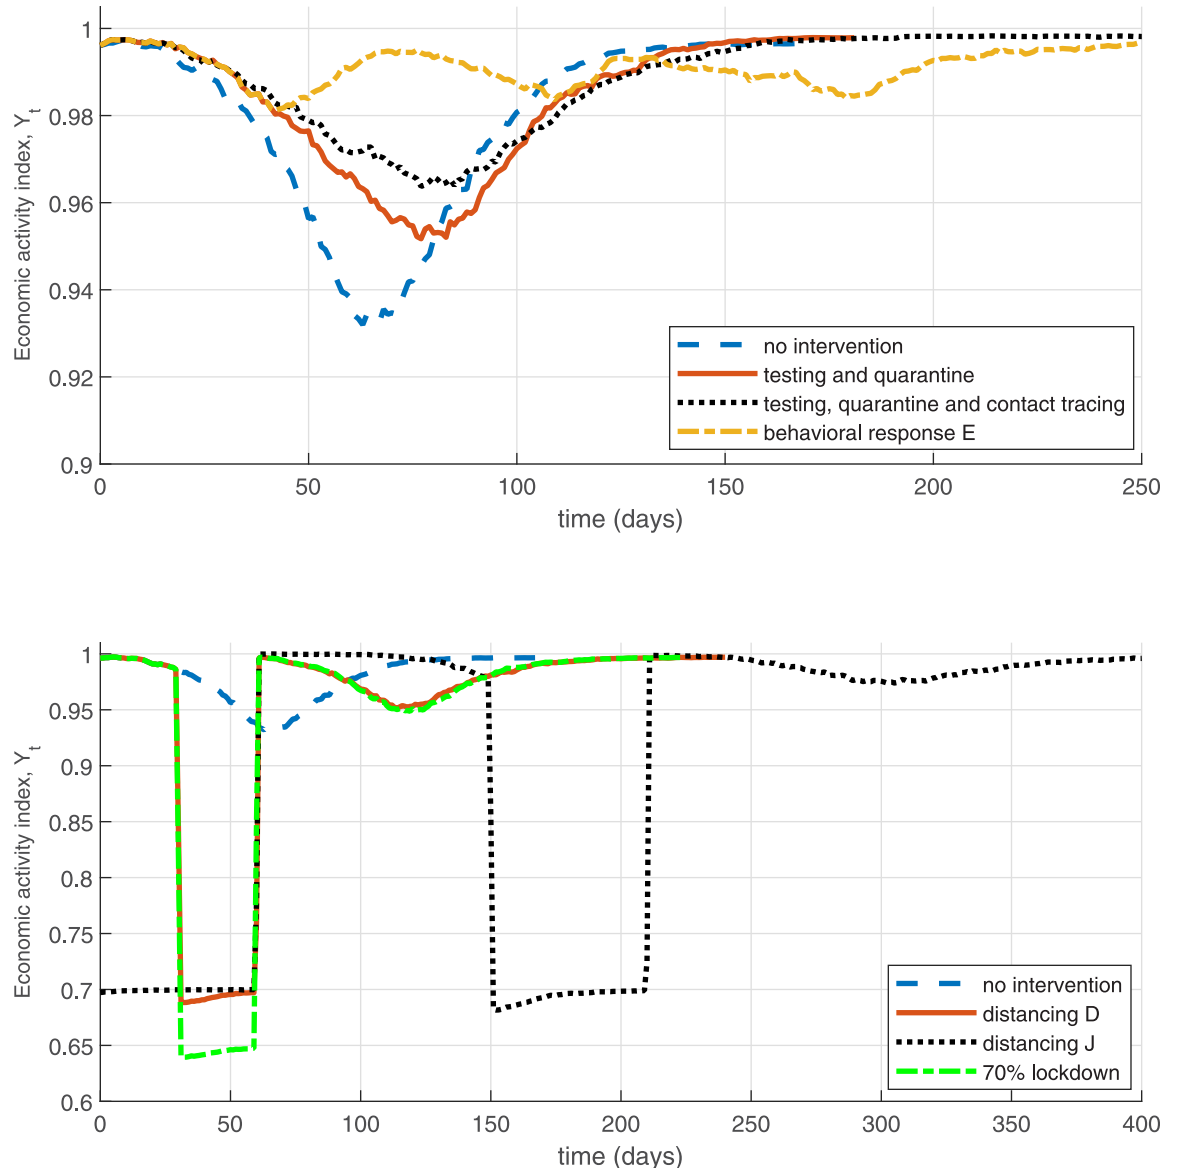 1
0.98
0.96
0.94
0.92
0.9
Economic activity index, Y_t
0
50
100
150
200
250
time (days)
no intervention
testing and quarantine
testing, quarantine and contact tracing
behavioral response E
1
0.95
0.9
0.85
0.8
0.75
0.7
0.65
0.6
Economic activity index, Y_t
0
50
100
150
200
250
300
350
400
time (days)
no intervention
distancing D
distancing J
70% lockdown